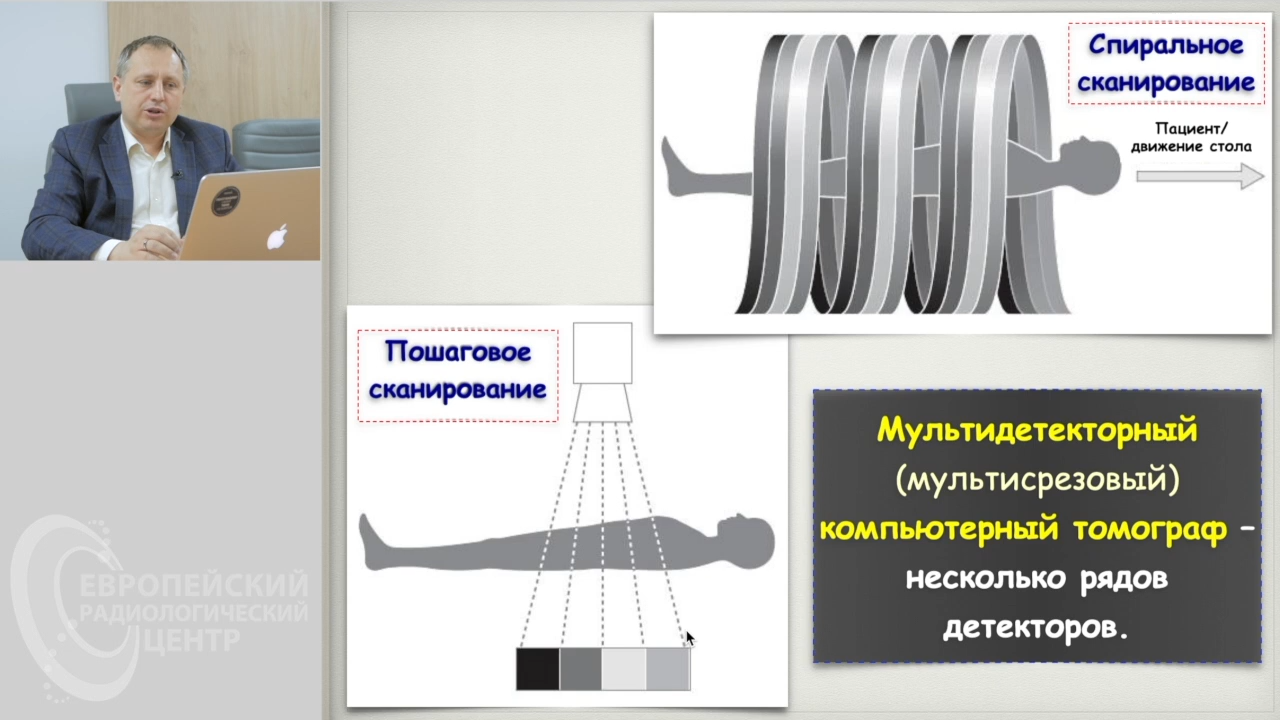 Спиральное
сканирование
Пациент/
движение стола
Пошаговое
сканирование
Мультидетекторный
(мультисрезовый)
компьютерный томограф –
несколько рядов
детекторов.
ЕВРОПЕЙСКИЙ
РАДИОЛОГИЧЕСКИЙ
ЦЕНТР